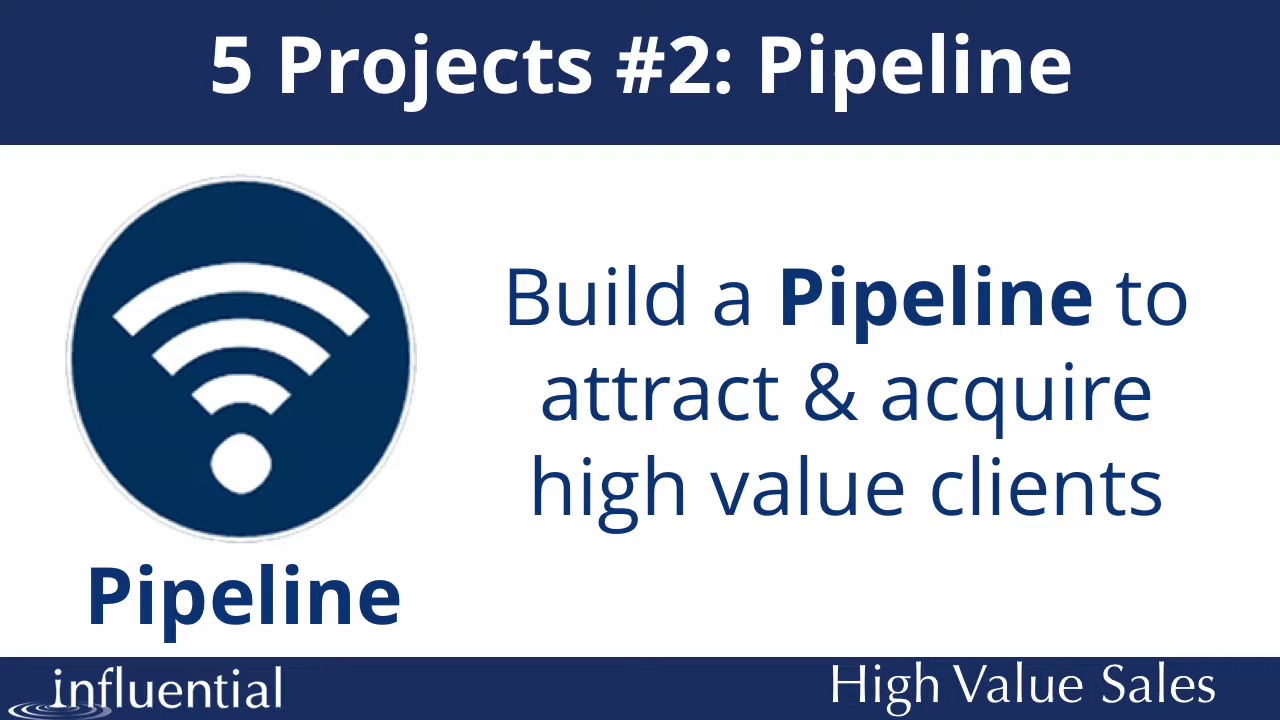 5 Projects #2: Pipeline
Build a Pipeline to
attract & acquire
high value clients
Pipeline
influential
High Value Sales